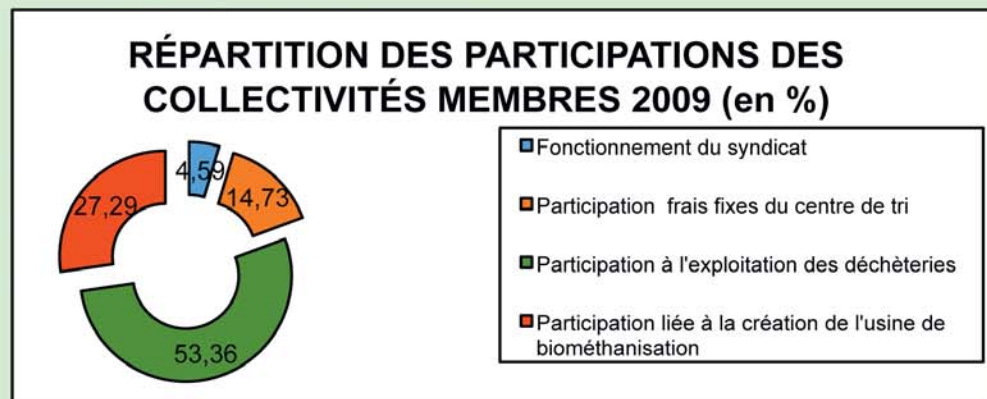 RÉPARTITION DES PARTICIPATIONS DES
COLLECTIVITÉS MEMBRES 2009 (en %)
4,59
14,73
27,29
53,36
Fonctionnement du syndicat
Participation frais fixes du centre de tri
Participation à l'exploitation des déchèteries
Participation liée à la création de l'usine de
biométhanisation